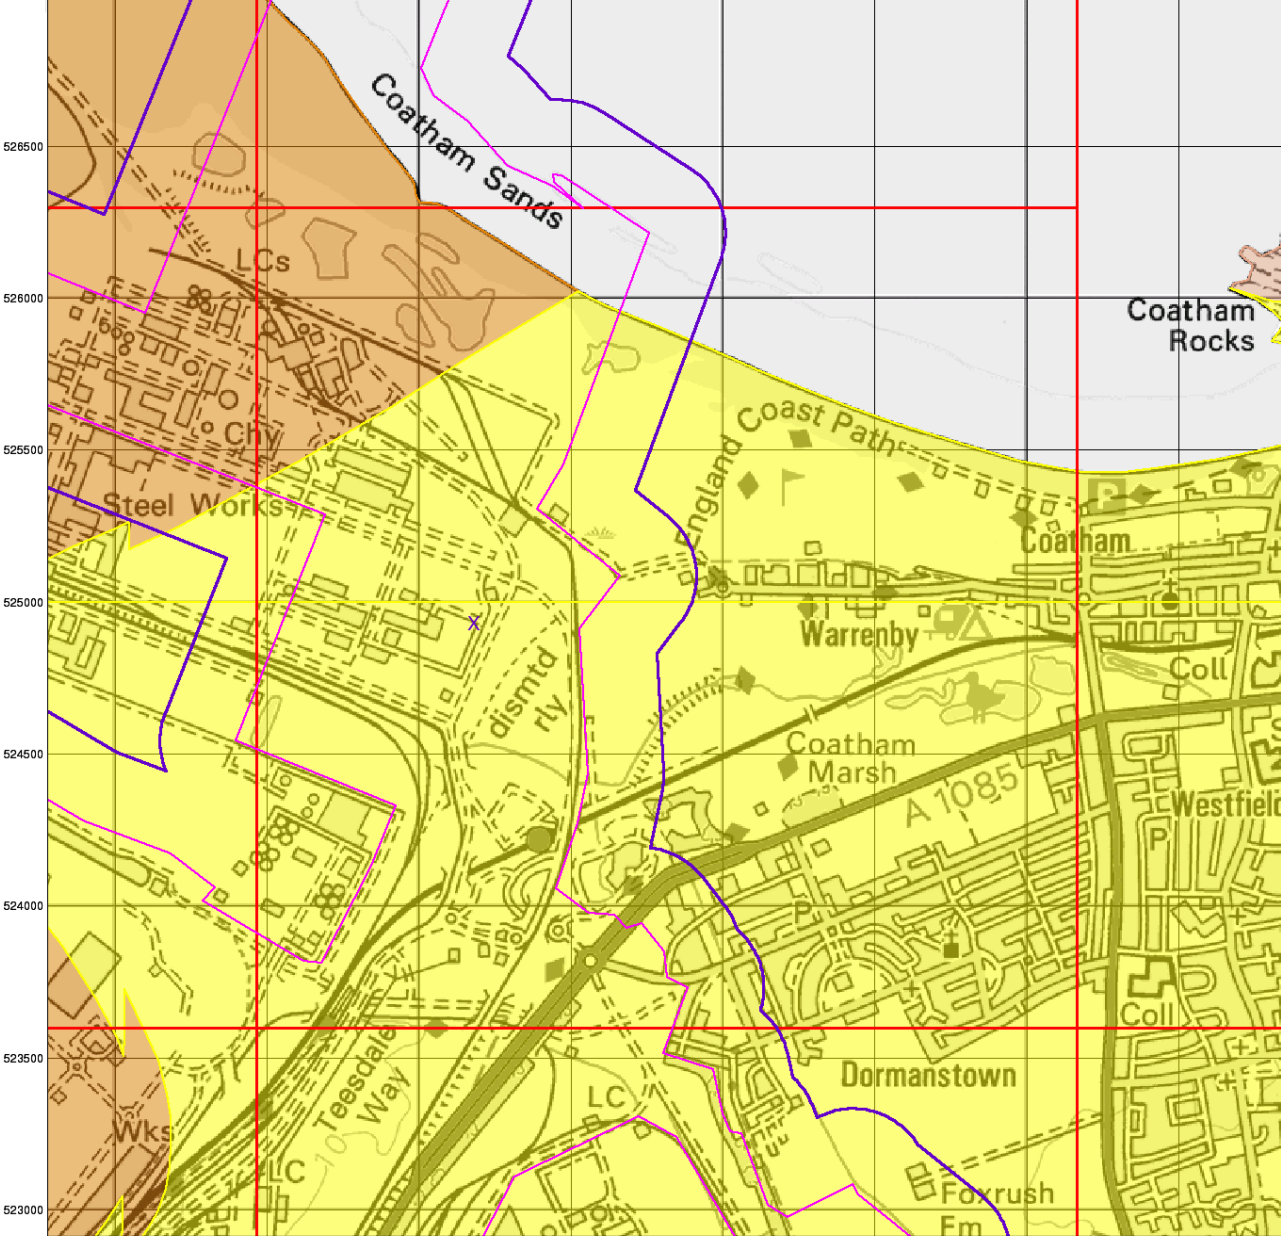 Coatham Sands
526500
LCs
526000
Coatham
Rocks
Chy
England Coast Path
525500
Steel Works
P
Coatham
525000
X
Warrenby
dismtd
rly
Coll
524500
Coatham
Marsh
A 1085
Westfield
P
524000
P
Coll
523500
Teesdale
Way
LC
Dormanstown
Wks
10
LC
Foxrush
Fm
523000